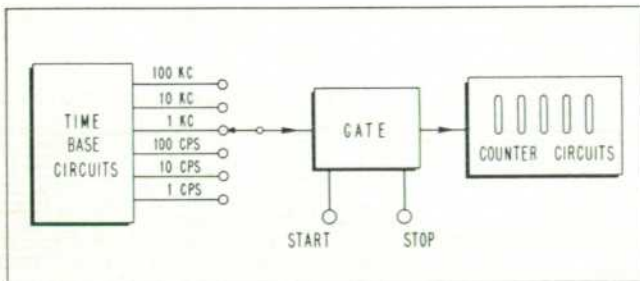 TIME
BASE
CIRCUITS
100 KC
10 KC
1 KC
100 CPS
10 CPS
1 CPS
GATE
START
STOP
COUNTER CIRCUITS